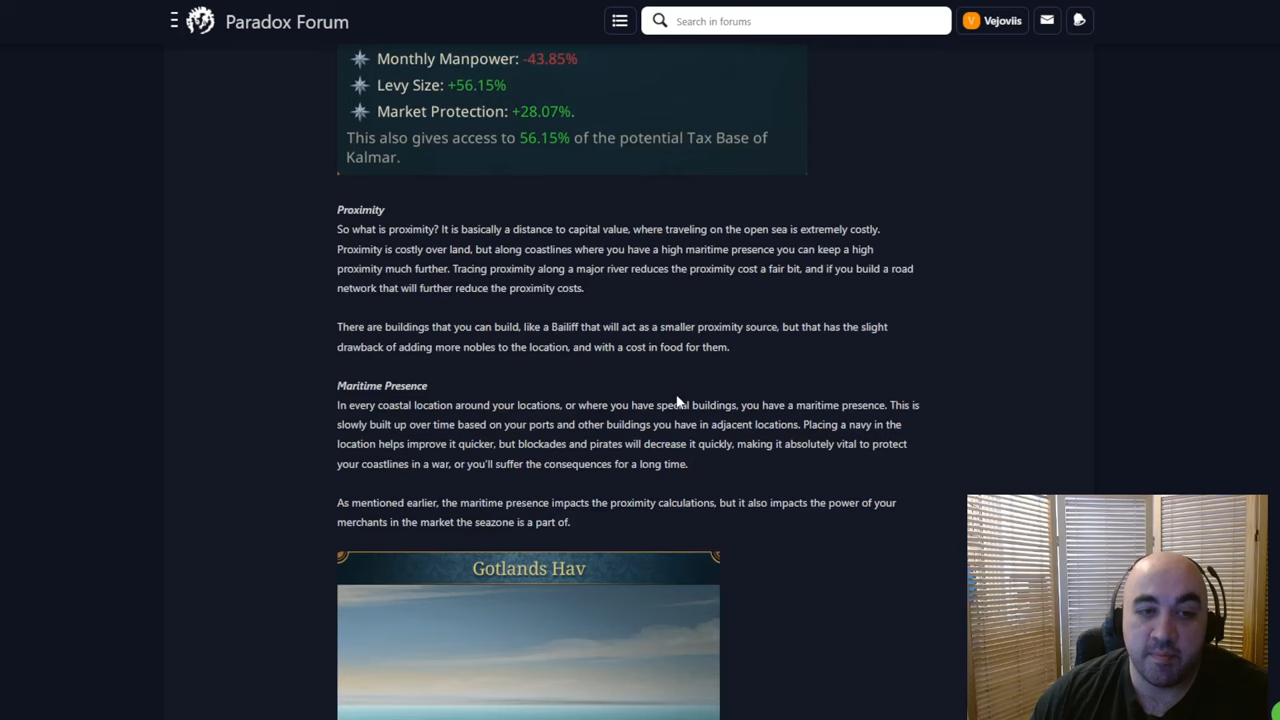 Paradox Forum
Search in forums
V Vejoviis
Monthly Manpower: -43.85%
Levy Size: +56.15%
Market Protection: +28.07%.
This also gives access to 56.15% of the potential Tax Base of
Kalmar.
Proximity
So what is proximity? It is basically a distance to capital value, where traveling on the open sea is extremely costly.
Proximity is costly over land, but along coastlines where you have a high maritime presence you can keep a high
proximity much further. Tracing proximity along a major river reduces the proximity cost a fair bit, and if you build a road
network that will further reduce the proximity costs.
There are buildings that you can build, like a Bailiff that will act as a smaller proximity source, but that has the slight
drawback of adding more nobles to the location, and with a cost in food for them.
Maritime Presence
In every coastal location around your locations, or where you have special buildings, you have a maritime presence. This is
slowly built up over time based on your ports and other buildings you have in adjacent locations. Placing a navy in the
location helps improve it quicker, but blockades and pirates will decrease it quickly, making it absolutely vital to protect
your coastlines in a war, or you'll suffer the consequences for a long time.
As mentioned earlier, the maritime presence impacts the proximity calculations, but it also impacts the power of your
merchants in the market the seazone is a part of.
Gotlands Hav